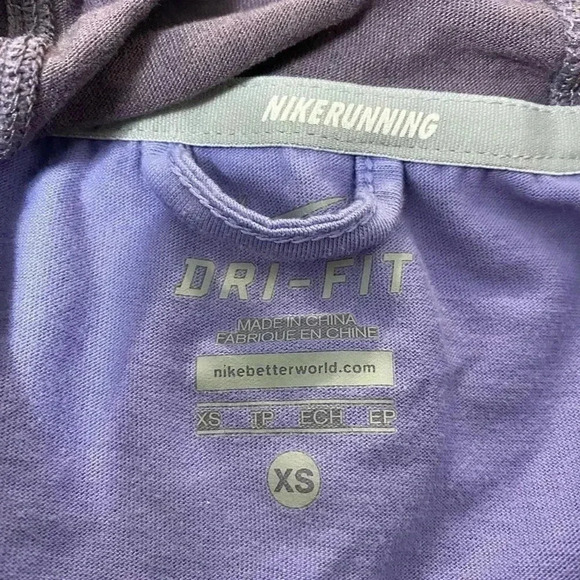 NIKERUNNING
DRI-FIT
MADE IN CHINA
FABRIQUE EN CHINE
nikebetterworld.com
XS TP ECH EP
XS